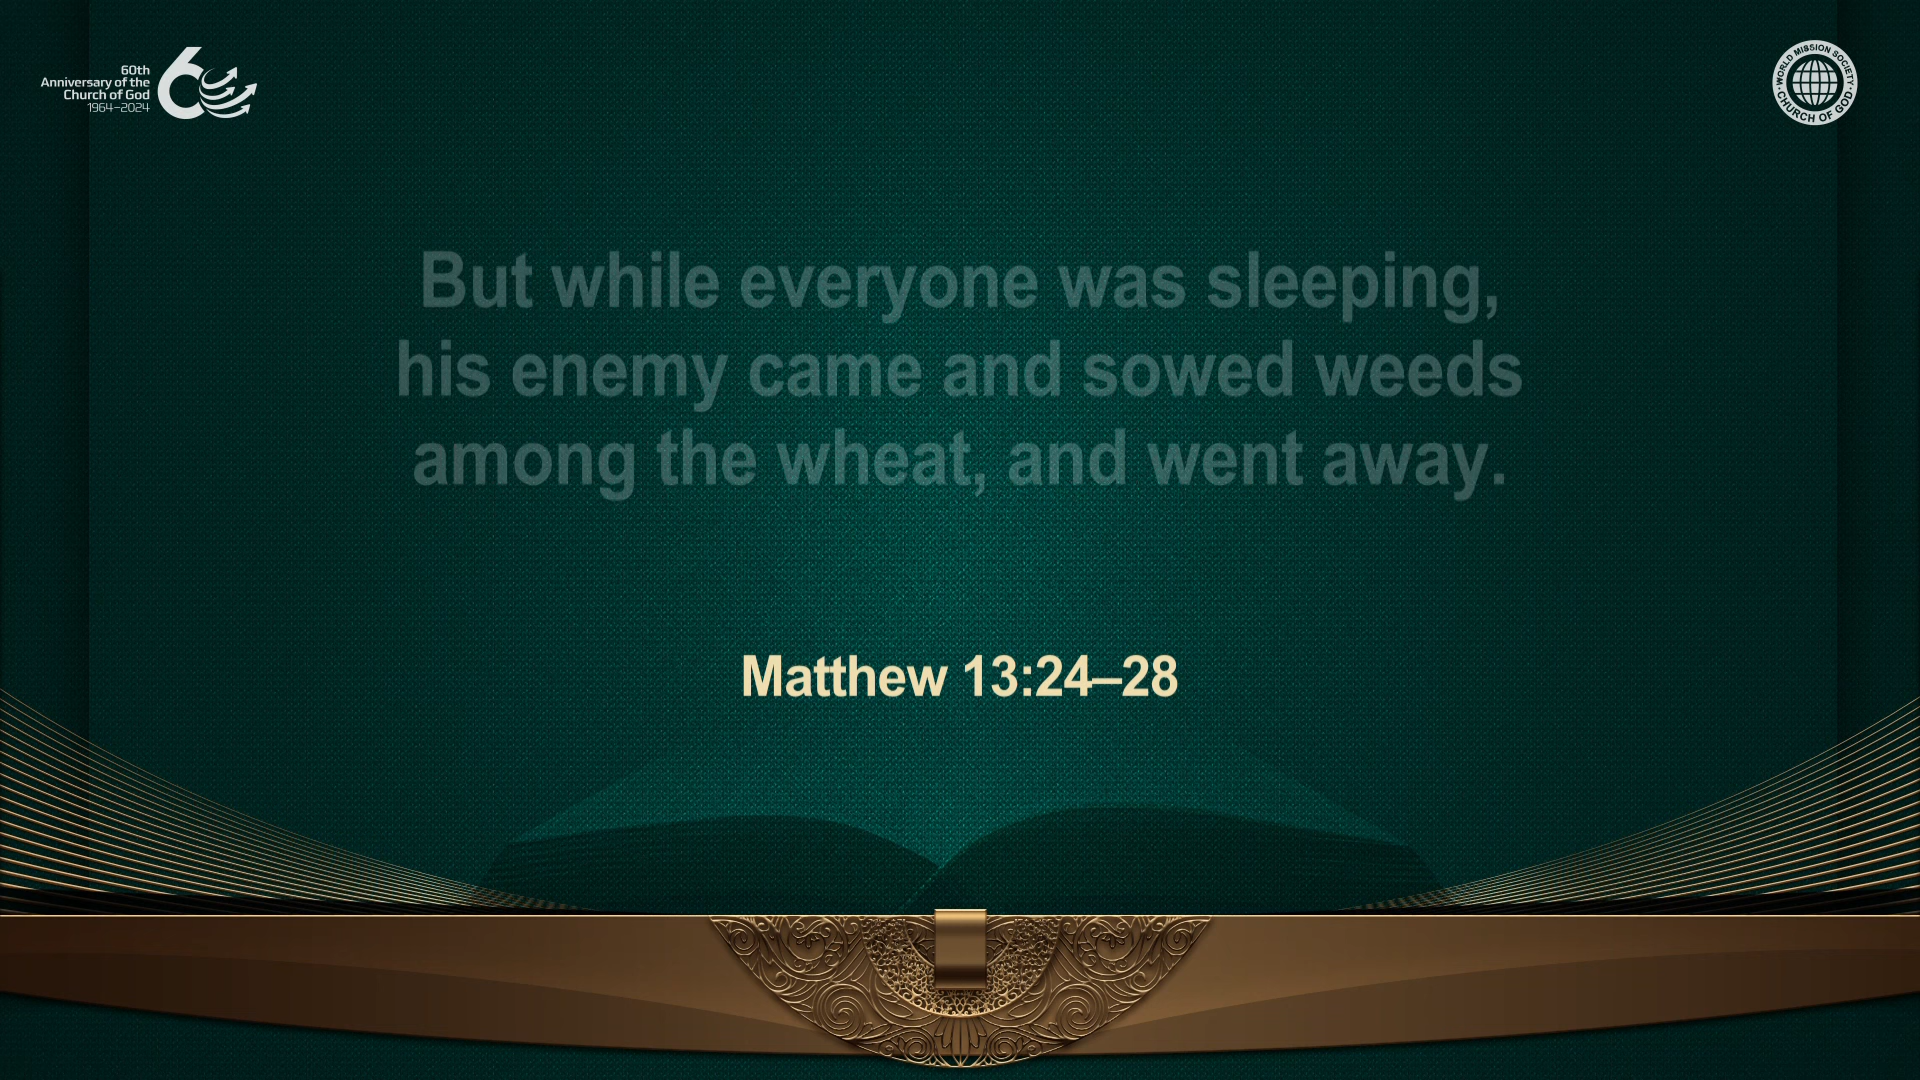 60th
Anniversary of the
Church of God
1964–2024
60
WORLD MISSION SOCIETY
CHURCH OF GOD
But while everyone was sleeping,
his enemy came and sowed weeds
among the wheat, and went away.
Matthew 13:24–28